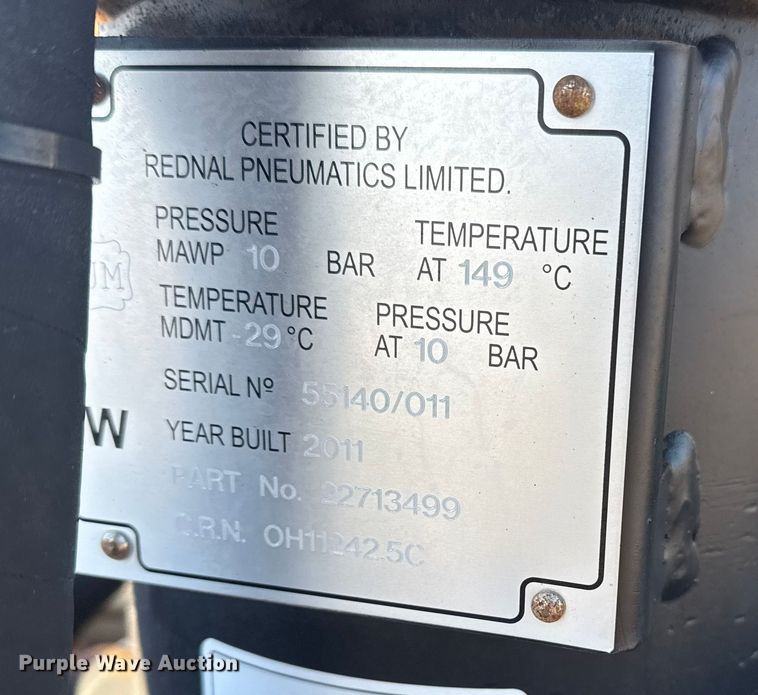 CERTIFIED BY
REDNAL PNEUMATICS LIMITED.
PRESSURE
MAWP 10 BAR
TEMPERATURE
AT 149 °C
UM
TEMPERATURE
MDMT -29 °C
PRESSURE
AT 10 BAR
SERIAL Nº 55140/011
W
YEAR BUILT 2011
PART No. 22713499
C.R.N. OH11242.5C
Purple Wave Auction